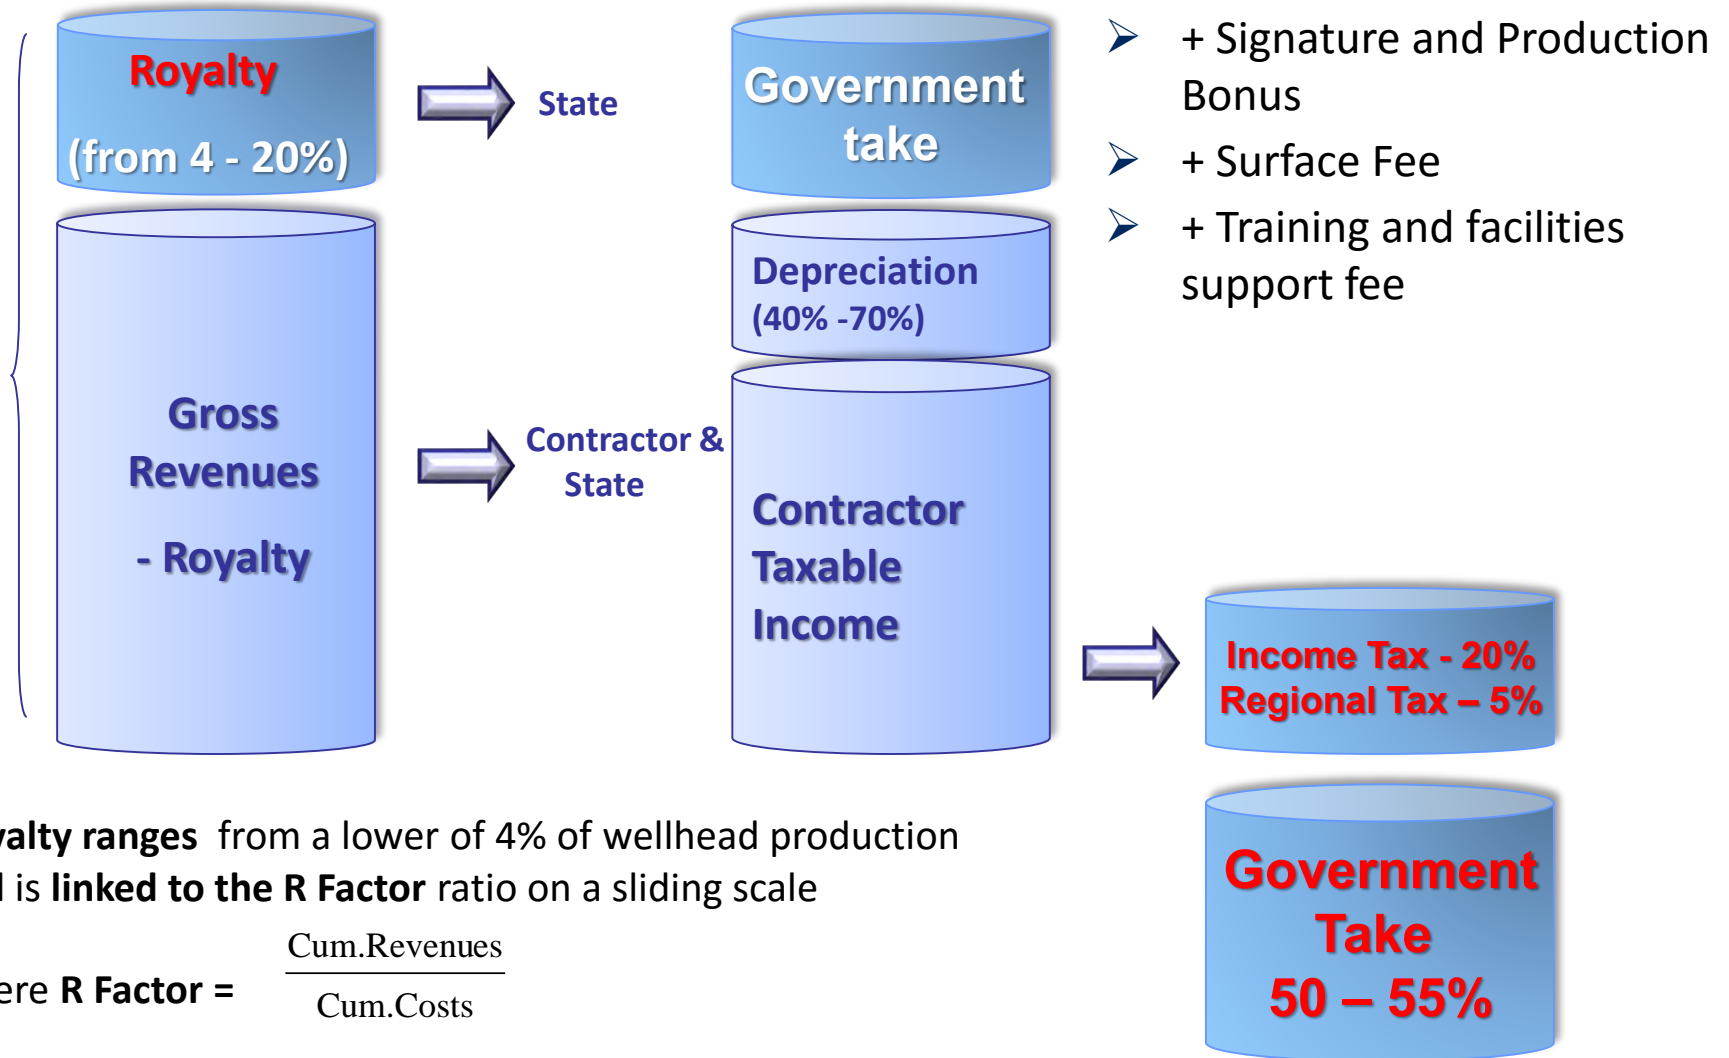 Royalty
(from 4 - 20%)
State
Government
take
+ Signature and Production
Bonus
+ Surface Fee
+ Training and facilities
support fee
Depreciation
(40% -70%)
Gross
Revenues
- Royalty
Contractor &
State
Contractor
Taxable
Income
Income Tax - 20%
Regional Tax – 5%
Government
Take
50 – 55%
yalty ranges from a lower of 4% of wellhead production
is linked to the R Factor ratio on a sliding scale
ere R Factor =
Cum.Revenues
Cum.Costs